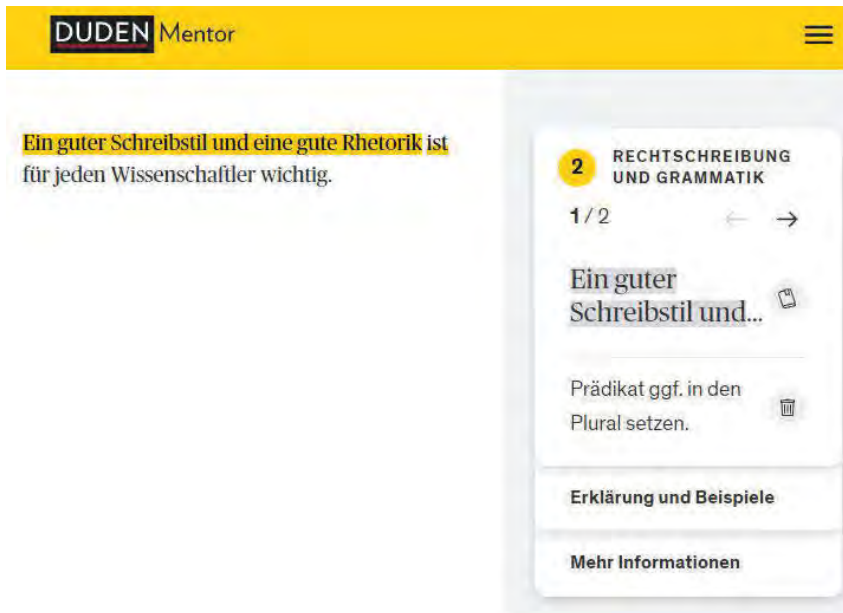 DUDEN Mentor
Ein guter Schreibstil und eine gute Rhetorik ist
für jeden Wissenschaftler wichtig.
2 RECHTSCHREIBUNG
UND GRAMMATIK
1 / 2 ← →
Ein guter
Schreibstil und...
Prädikat ggf. in den
Plural setzen.
Erklärung und Beispiele
Mehr Informationen